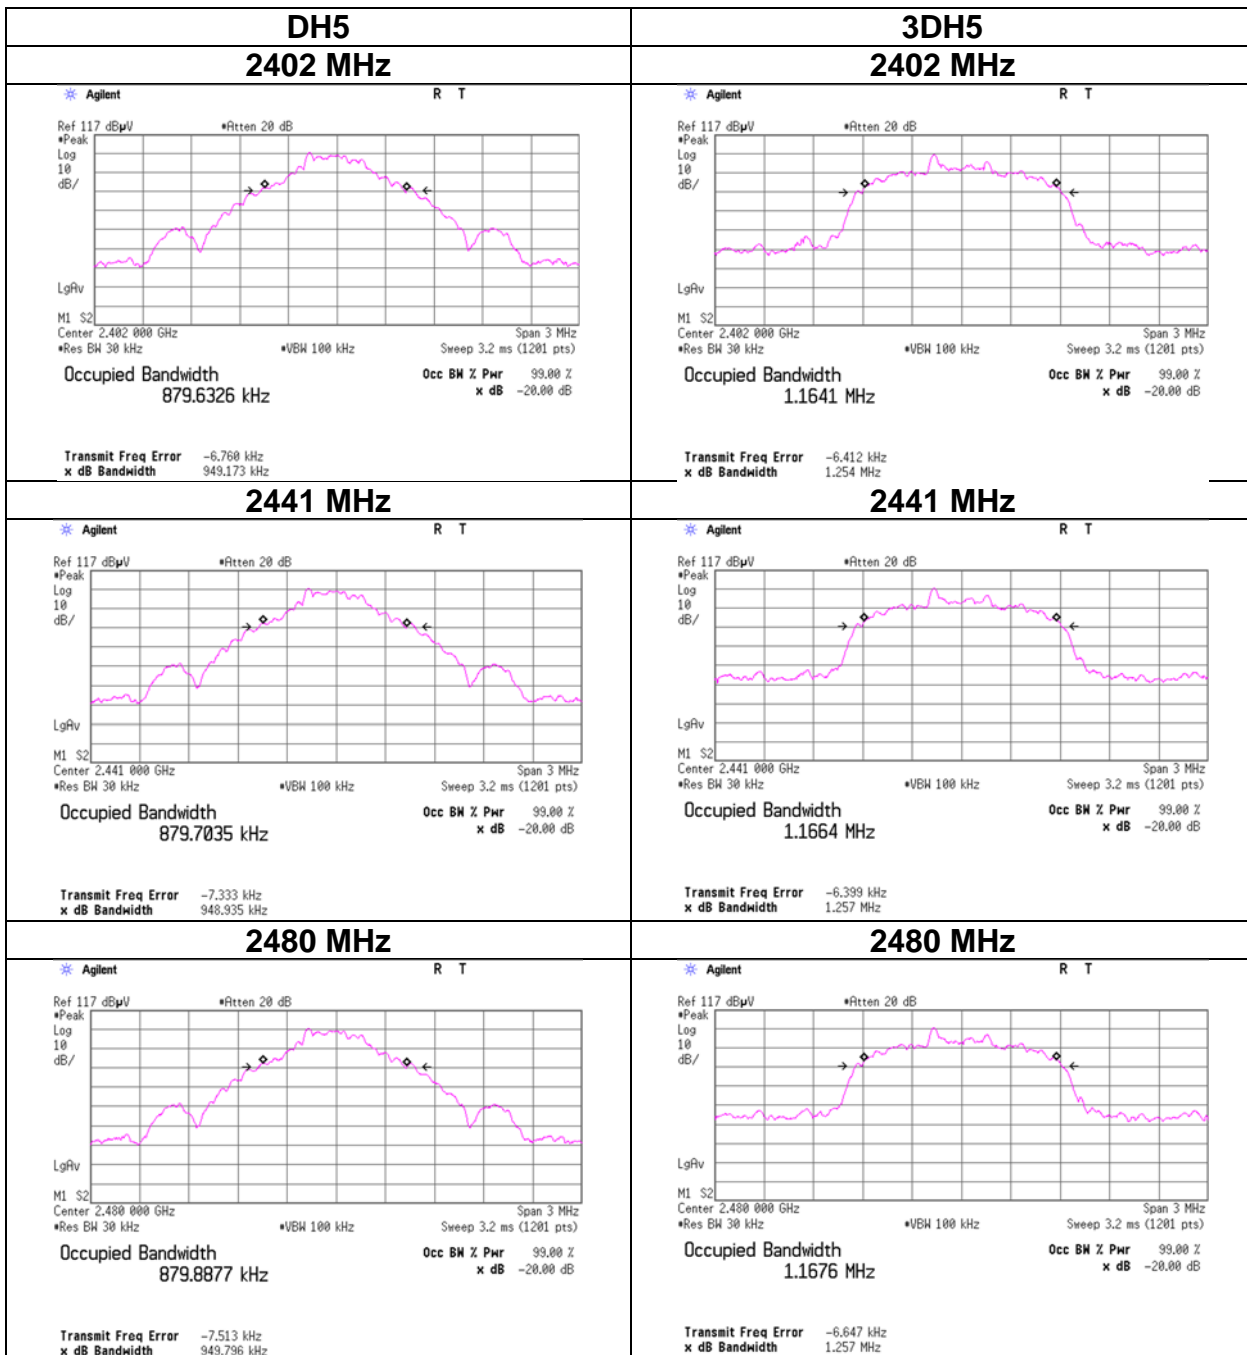 DH5 3DH5
2402 MHz 2402 MHz
Agilent R T
Ref 117 dBµV #Atten 20 dB
#Peak
Log
10
dB/
LgAv
M1 S2
Center 2.402 000 GHz Span 3 MHz
#Res BW 30 kHz #VBW 100 kHz Sweep 3.2 ms (1201 pts)
Occupied Bandwidth Occ BW % Pwr 99.00 %
879.6326 kHz x dB -20.00 dB
Transmit Freq Error -6.760 kHz
x dB Bandwidth 949.173 kHz
Agilent R T
Ref 117 dBµV #Atten 20 dB
#Peak
Log
10
dB/
LgAv
M1 S2
Center 2.402 000 GHz Span 3 MHz
#Res BW 30 kHz #VBW 100 kHz Sweep 3.2 ms (1201 pts)
Occupied Bandwidth Occ BW % Pwr 99.00 %
1.1641 MHz x dB -20.00 dB
Transmit Freq Error -6.412 kHz
x dB Bandwidth 1.254 MHz
2441 MHz 2441 MHz
Agilent R T
Ref 117 dBµV #Atten 20 dB
#Peak
Log
10
dB/
LgAv
M1 S2
Center 2.441 000 GHz Span 3 MHz
#Res BW 30 kHz #VBW 100 kHz Sweep 3.2 ms (1201 pts)
Occupied Bandwidth Occ BW % Pwr 99.00 %
879.7035 kHz x dB -20.00 dB
Transmit Freq Error -7.333 kHz
x dB Bandwidth 948.935 kHz
Agilent R T
Ref 117 dBµV #Atten 20 dB
#Peak
Log
10
dB/
LgAv
M1 S2
Center 2.441 000 GHz Span 3 MHz
#Res BW 30 kHz #VBW 100 kHz Sweep 3.2 ms (1201 pts)
Occupied Bandwidth Occ BW % Pwr 99.00 %
1.1664 MHz x dB -20.00 dB
Transmit Freq Error -6.399 kHz
x dB Bandwidth 1.257 MHz
2480 MHz 2480 MHz
Agilent R T
Ref 117 dBµV #Atten 20 dB
#Peak
Log
10
dB/
LgAv
M1 S2
Center 2.480 000 GHz Span 3 MHz
#Res BW 30 kHz #VBW 100 kHz Sweep 3.2 ms (1201 pts)
Occupied Bandwidth Occ BW % Pwr 99.00 %
879.8877 kHz x dB -20.00 dB
Transmit Freq Error -7.513 kHz
x dB Bandwidth 949.796 kHz
Agilent R T
Ref 117 dBµV #Atten 20 dB
#Peak
Log
10
dB/
LgAv
M1 S2
Center 2.480 000 GHz Span 3 MHz
#Res BW 30 kHz #VBW 100 kHz Sweep 3.2 ms (1201 pts)
Occupied Bandwidth Occ BW % Pwr 99.00 %
1.1676 MHz x dB -20.00 dB
Transmit Freq Error -6.647 kHz
x dB Bandwidth 1.257 MHz